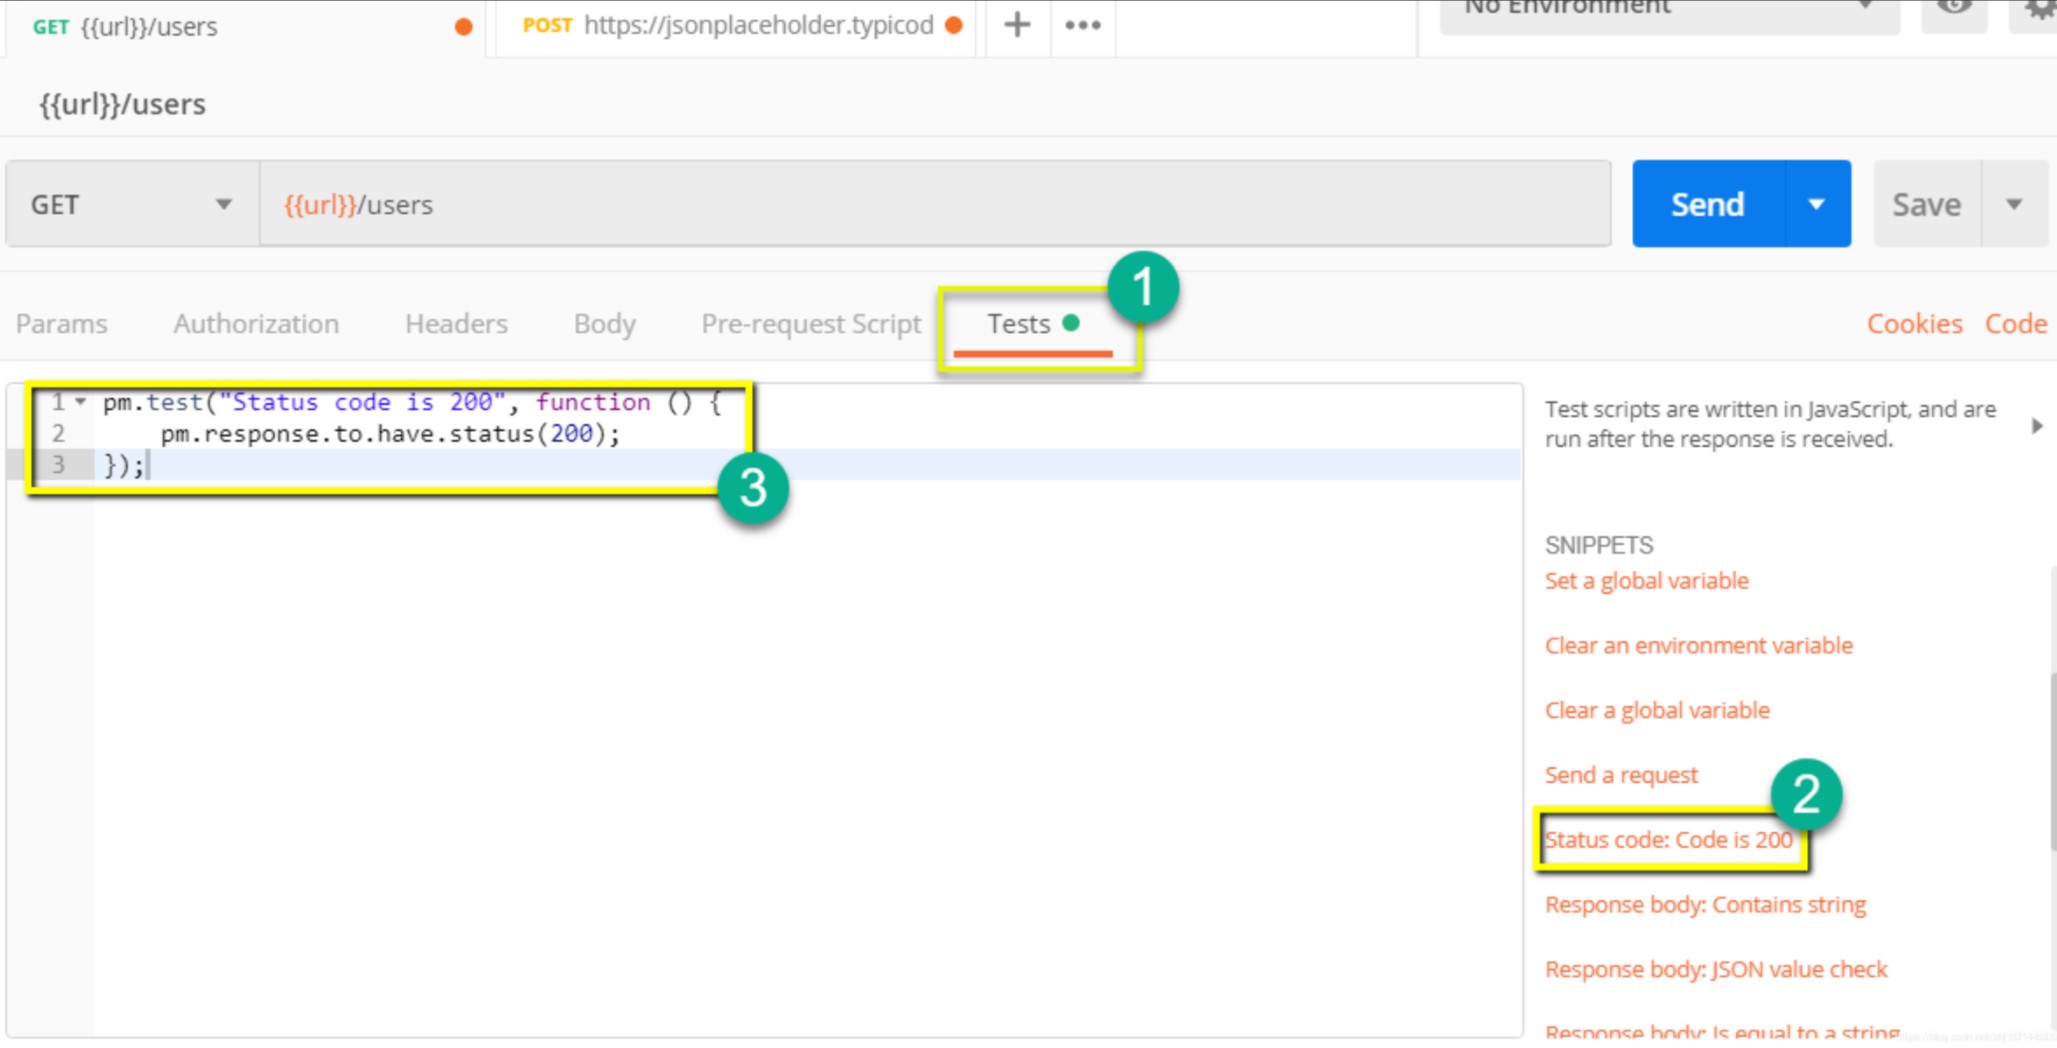 GET {{url}}/users
POST https://jsonplaceholder.typicod
No Environment
{{url}}/users
GET
{{url}}/users
Send
Save
1
Params
Authorization
Headers
Body
Pre-request Script
Tests
Cookies
Code
1 pm.test("Status code is 200", function () {
2 pm.response.to.have.status(200);
3 });
3
Test scripts are written in JavaScript, and are
run after the response is received.
SNIPPETS
Set a global variable
Clear an environment variable
Clear a global variable
Send a request
2
Status code: Code is 200
Response body: Contains string
Response body: JSON value check
Response body: Is equal to a string